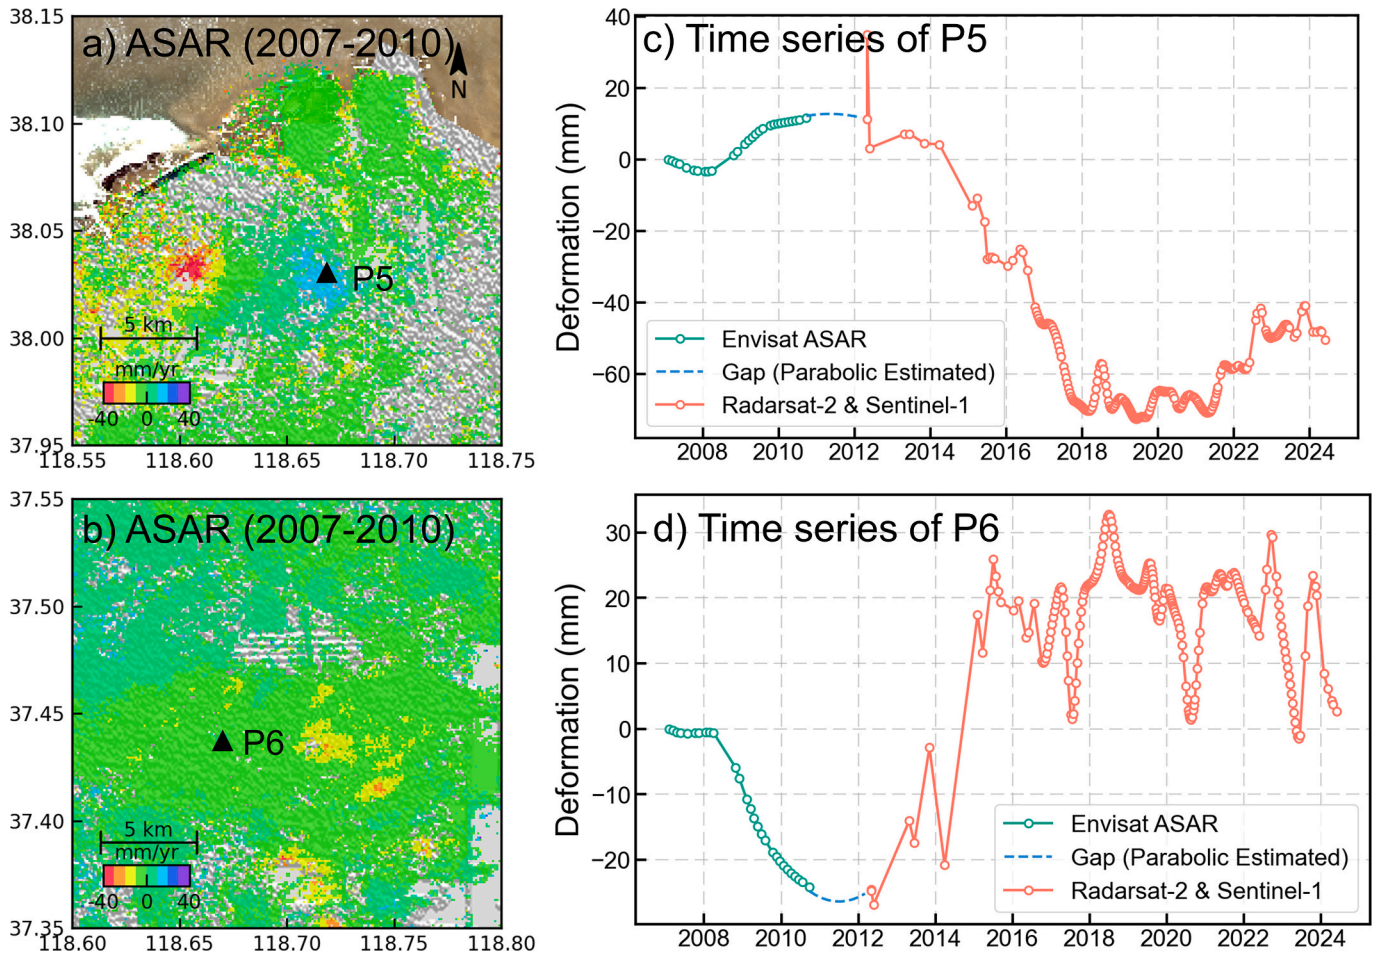 a) ASAR (2007-2010)
N
P5
5 km
mm/yr
-40 0 40
38.15
38.10
38.05
38.00
37.95
118.55 118.60 118.65 118.70 118.75
c) Time series of P5
Deformation (mm)
40
20
0
−20
−40
−60
Envisat ASAR
Gap (Parabolic Estimated)
Radarsat-2 & Sentinel-1
2008 2010 2012 2014 2016 2018 2020 2022 2024
b) ASAR (2007-2010)
P6
5 km
mm/yr
-40 0 40
37.55
37.50
37.45
37.40
37.35
118.60 118.65 118.70 118.75 118.80
d) Time series of P6
Deformation (mm)
30
20
10
0
−10
−20
Envisat ASAR
Gap (Parabolic Estimated)
Radarsat-2 & Sentinel-1
2008 2010 2012 2014 2016 2018 2020 2022 2024